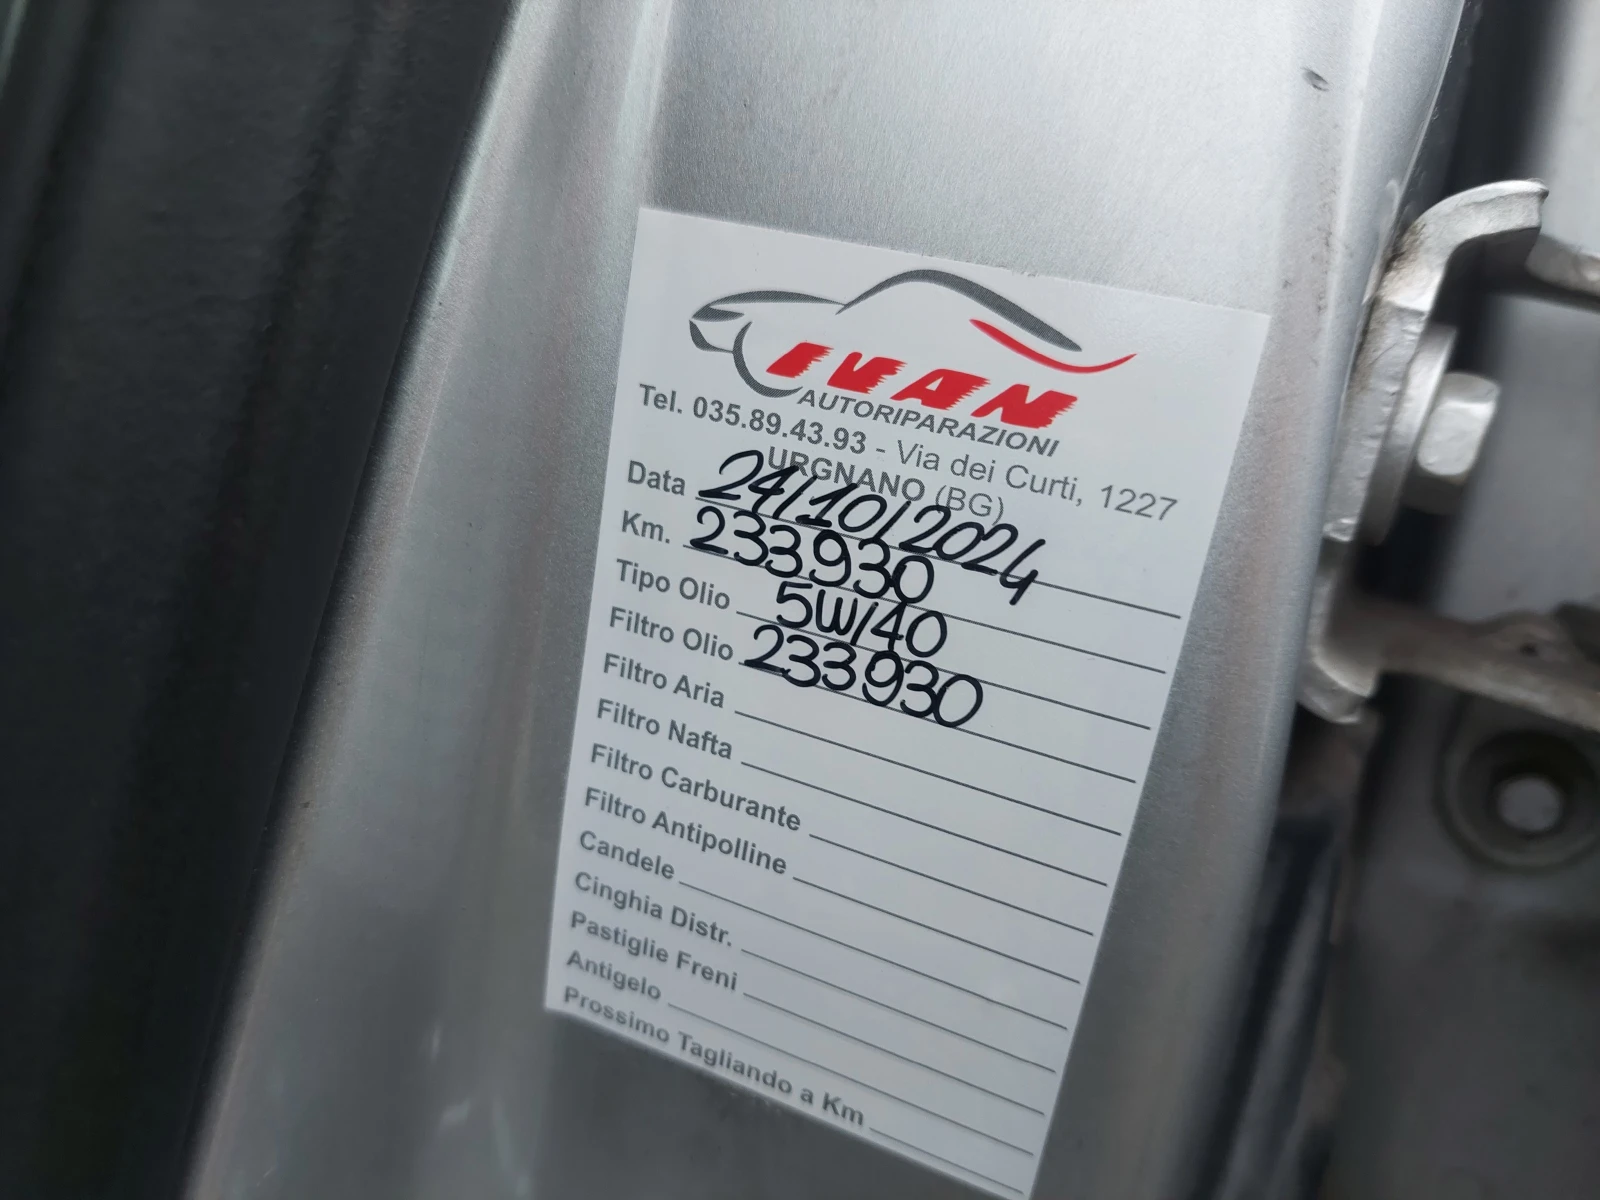 IVAN
AUTORIPARAZIONI
Tel. 035.89.43.93 - Via dei Curti, 1227
URGNANO (BG)
Data 24/10/2024
Km. 233930
Tipo Olio 5W/40
Filtro Olio 233930
Filtro Aria
Filtro Nafta
Filtro Carburante
Filtro Antipolline
Candele
Cinghia Distr.
Pastiglie Freni
Antigelo
Prossimo Tagliando a Km